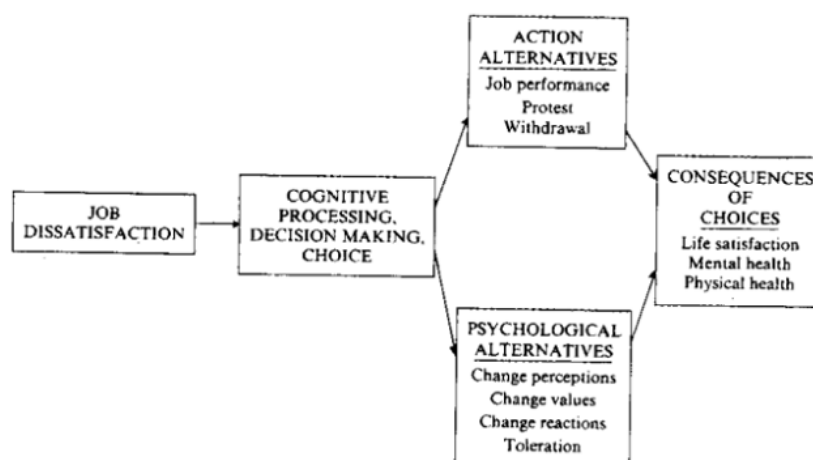 JOB
DISSATISFACTION
COGNITIVE
PROCESSING,
DECISION MAKING,
CHOICE
ACTION
ALTERNATIVES
Job performance
Protest
Withdrawal
PSYCHOLOGICAL
ALTERNATIVES
Change perceptions
Change values
Change reactions
Toleration
CONSEQUENCES
OF
CHOICES
Life satisfaction
Mental health
Physical health